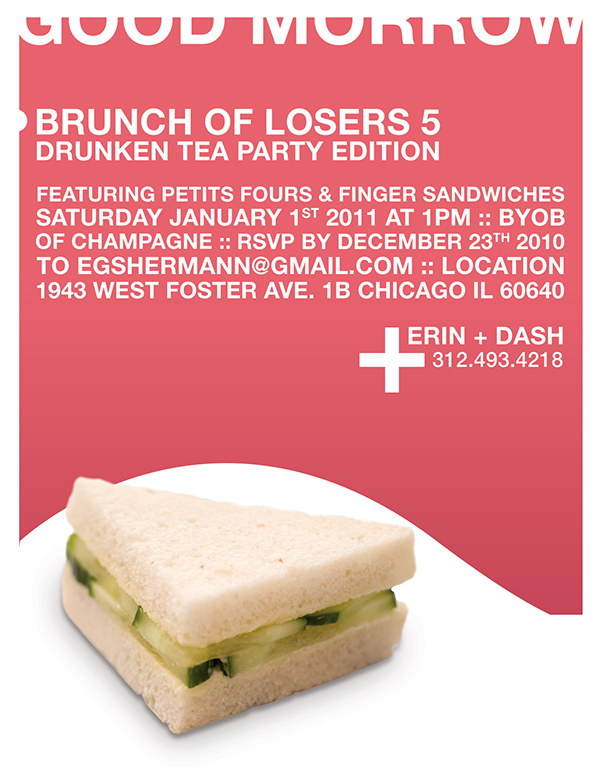 GOOD MORROW
BRUNCH OF LOSERS 5
DRUNKEN TEA PARTY EDITION
FEATURING PETITS FOURS & FINGER SANDWICHES
SATURDAY JANUARY 1ST 2011 AT 1PM :: BYOB
OF CHAMPAGNE :: RSVP BY DECEMBER 23TH 2010
TO EGSHERMANN@GMAIL.COM :: LOCATION
1943 WEST FOSTER AVE. 1B CHICAGO IL 60640
ERIN + DASH
312.493.4218